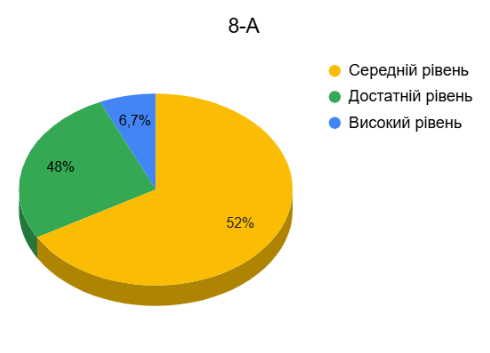 8-А
Середній рівень
Достатній рівень
Високий рівень
6,7%
48%
52%